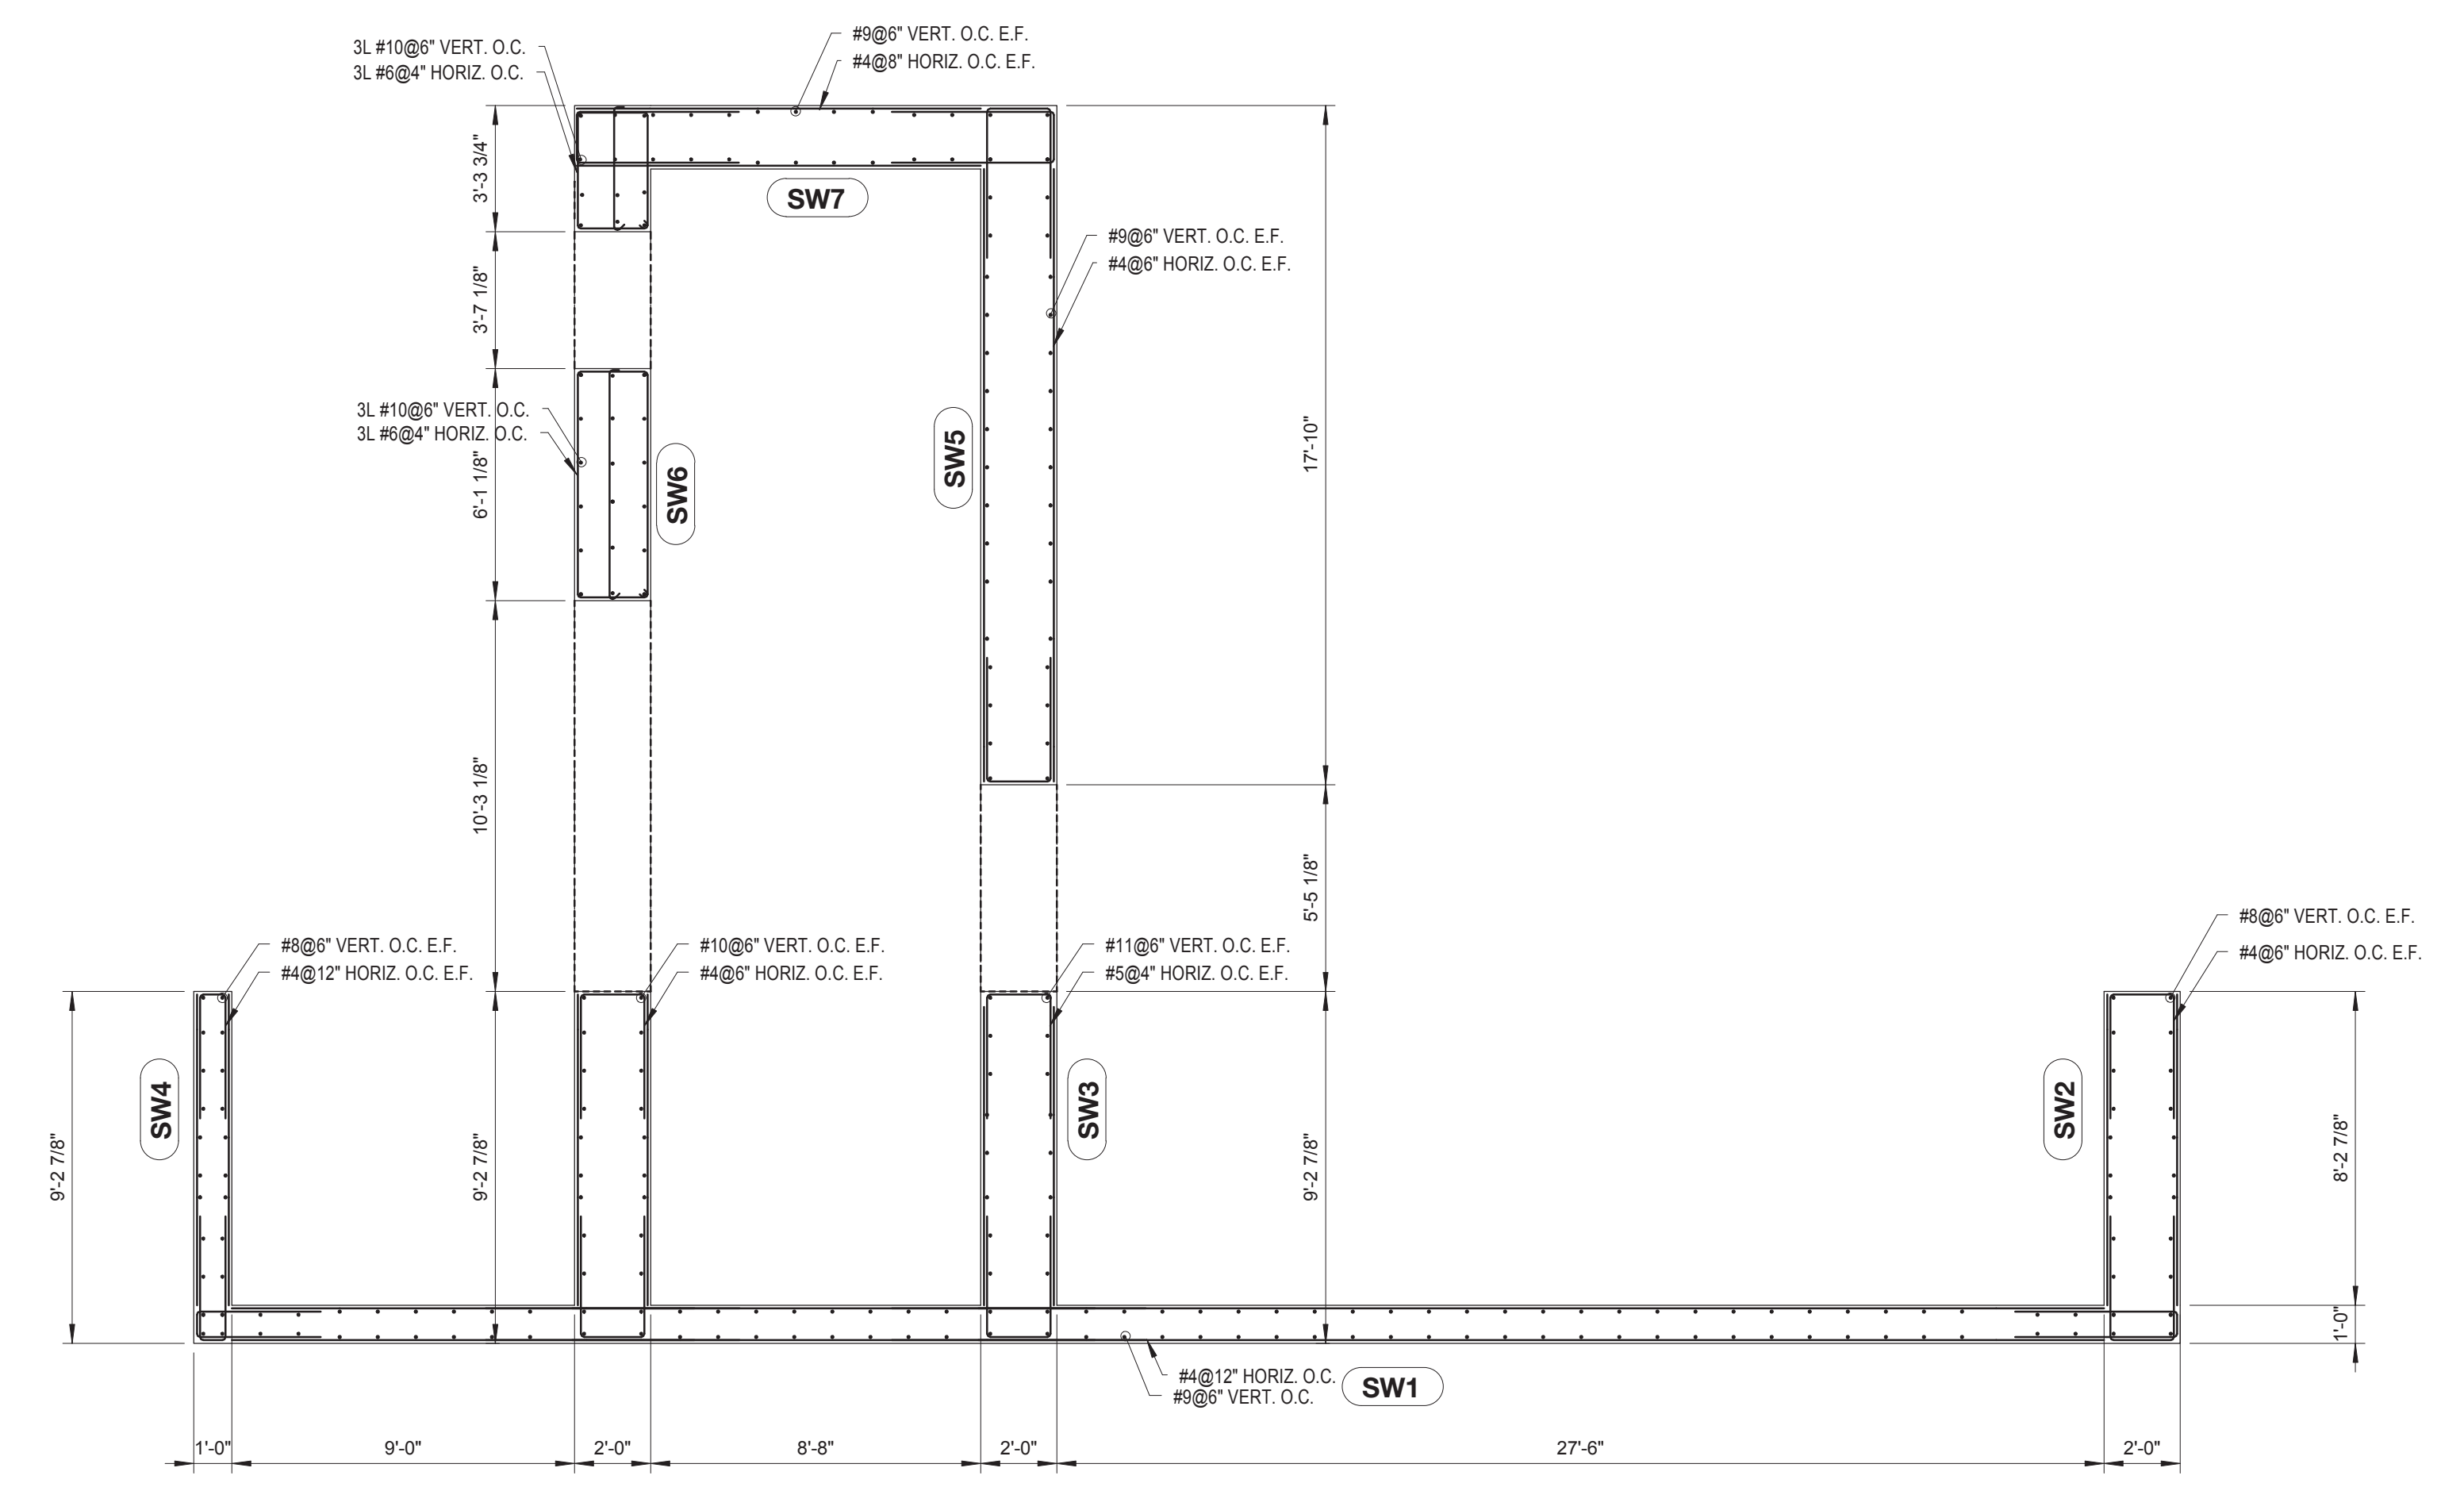 #9@6" VERT. O.C. E.F.
#4@8" HORIZ. O.C. E.F.
3L #10@6" VERT. O.C.
3L #6@4" HORIZ. O.C.
3'-3 3/4"
SW7
#9@6" VERT. O.C. E.F.
#4@6" HORIZ. O.C. E.F.
3'-7 1/8"
3L #10@6" VERT. O.C.
3L #6@4" HORIZ. O.C.
6'-1 1/8"
SW6
SW5
17'-10"
10'-3 1/8"
5'-5 1/8"
#8@6" VERT. O.C. E.F.
#4@12" HORIZ. O.C. E.F.
#10@6" VERT. O.C. E.F.
#4@6" HORIZ. O.C. E.F.
#11@6" VERT. O.C. E.F.
#5@4" HORIZ. O.C. E.F.
#8@6" VERT. O.C. E.F.
#4@6" HORIZ. O.C. E.F.
9'-2 7/8"
SW4
9'-2 7/8"
SW3
9'-2 7/8"
SW2
8'-2 7/8"
1'-0"
#4@12" HORIZ. O.C.
#9@6" VERT. O.C.
SW1
1'-0"
9'-0"
2'-0"
8'-8"
2'-0"
27'-6"
2'-0"